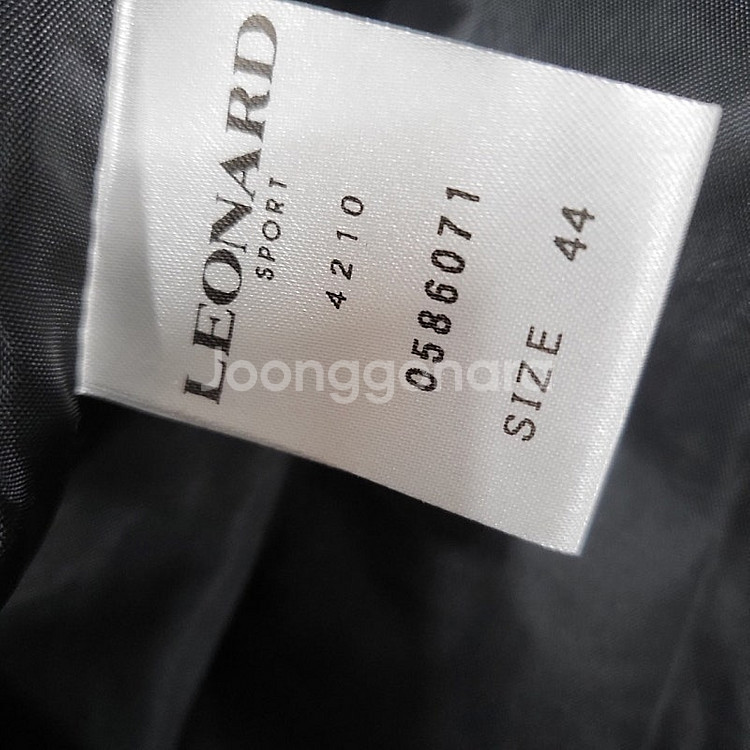 LEONARD
SPORT
4210
0586071
SIZE 44
Joonggonara